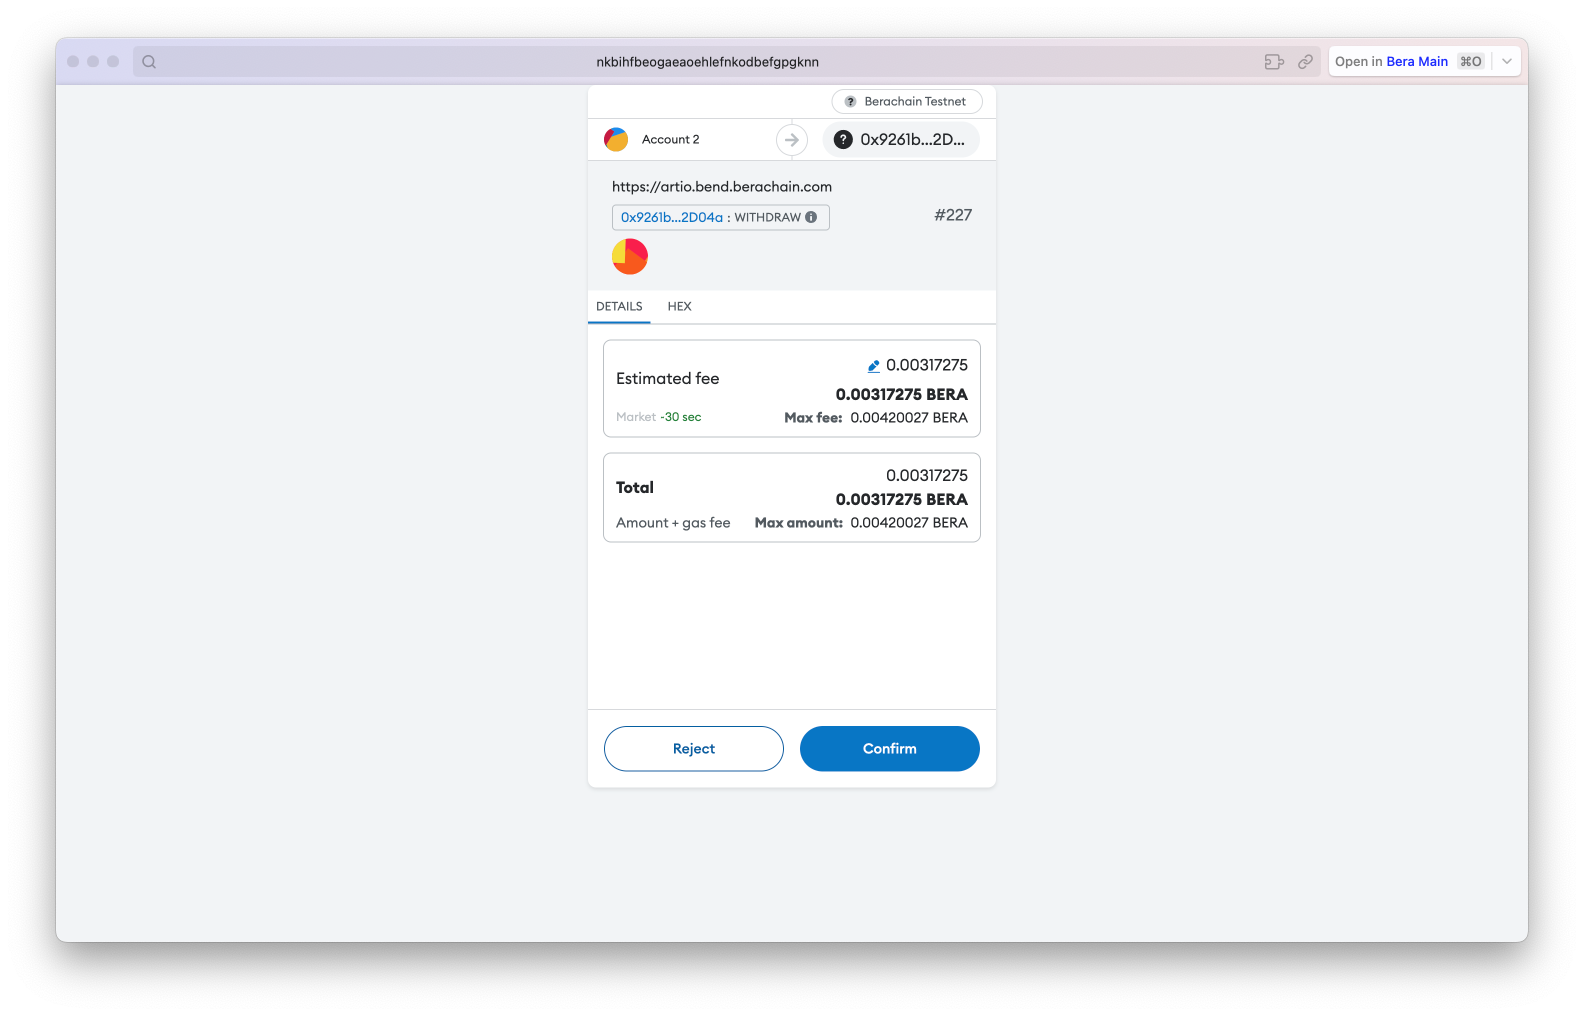 nkbihfbeogaeaoehlefnkodbefgpgknn
Open in Bera Main ⌘O
? Berachain Testnet
Account 2
? 0x9261b...2D...
https://artio.bend.berachain.com
0x9261b...2D04a : WITHDRAW
#227
DETAILS HEX
0.00317275
Estimated fee
0.00317275 BERA
Market ~30 sec Max fee: 0.00420027 BERA
0.00317275
Total
0.00317275 BERA
Amount + gas fee Max amount: 0.00420027 BERA
Reject Confirm